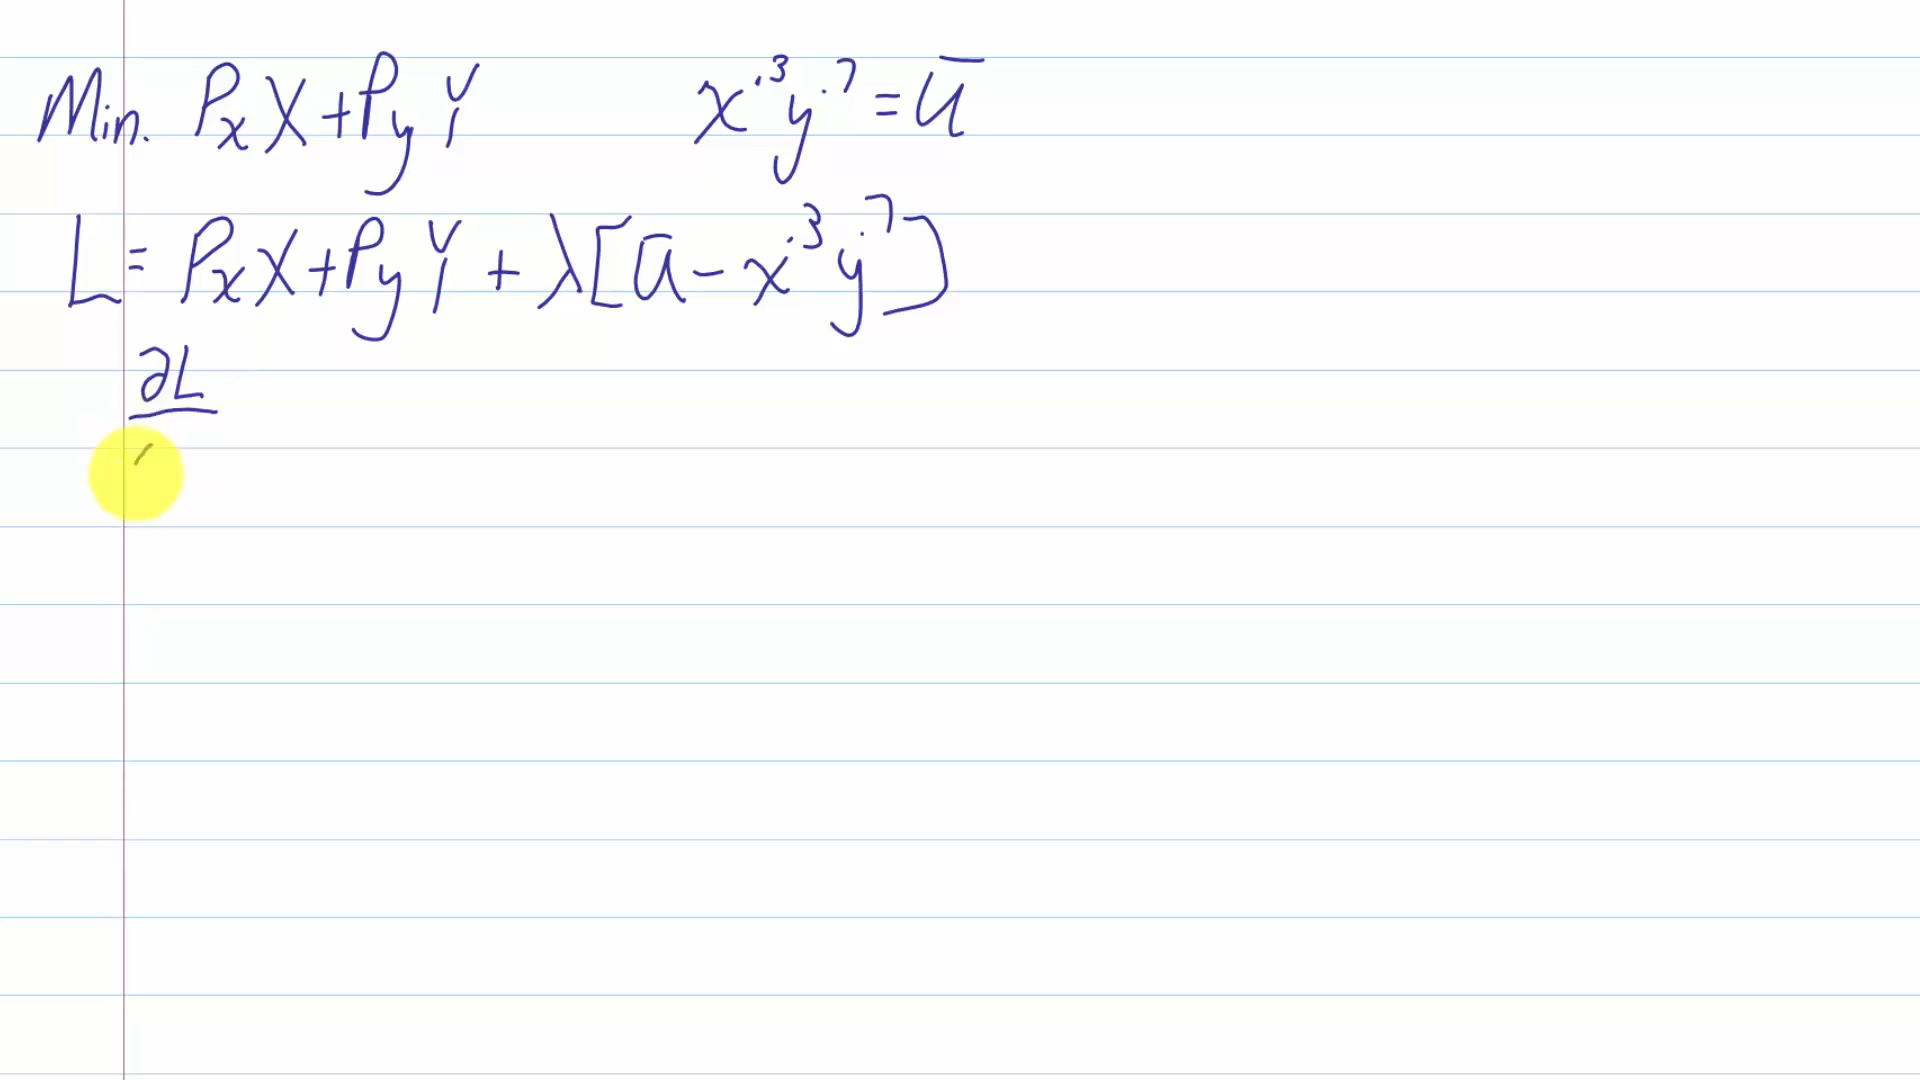 Min. PxX+PyY x^.3y^.7=Ū
L= PxX+PyY+λ[Ū-x^.3y^.7]
∂L